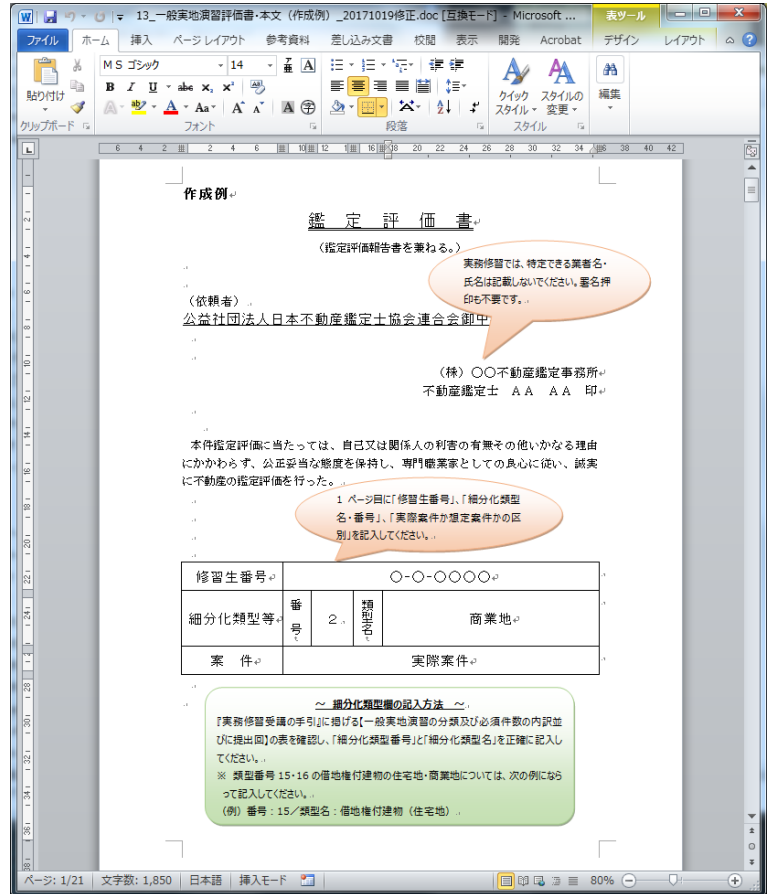 13_一般実地演習評価書・本文（作成例）_20171019修正.doc [互換モード] - Microsoft ...
表ツール
ファイル ホーム 挿入 ページ レイアウト 参考資料 差し込み文書 校閲 表示 開発 Acrobat デザイン レイアウト
ＭＳ ゴシック 14
貼り付け
クイック スタイル
スタイルの 変更
編集
クリップボード フォント 段落 スタイル
6 4 2 2 4 6 10 12 16 18 20 22 24 26 28 30 32 34 38 40 42
作成例
鑑 定 評 価 書
（鑑定評価報告書を兼ねる。）
実務修習では、特定できる業者名・
氏名は記載しないでください。署名押
印も不要です。
（依頼者）
公益社団法人日本不動産鑑定士協会連合会御中
（株）○○不動産鑑定事務所
不動産鑑定士 ＡＡ ＡＡ 印
本件鑑定評価に当たっては、自己又は関係人の利害の有無その他いかなる理由
にかかわらず、公正妥当な態度を保持し、専門職業家としての良心に従い、誠実
に不動産の鑑定評価を行った。
1 ページ目に「修習生番号」、「細分化類型
名・番号」、「実際案件か想定案件かの区
別」を記入してください。
修習生番号 ○-○-○○○○
細分化類型等 番号 ２ 類型名 商業地
案 件 実際案件
～ 細分化類型欄の記入方法 ～
『実務修習受講の手引』に掲げる【一般実地演習の分類及び必須件数の内訳並
びに提出回】の表を確認し、「細分化類型番号」と「細分化類型名」を正確に記入し
てください。
※ 類型番号 15・16 の借地権付建物の住宅地・商業地については、次の例になら
って記入してください。
（例）番号：15／類型名：借地権付建物（住宅地）
ページ: 1/21 文字数: 1,850 日本語 挿入モード 80%